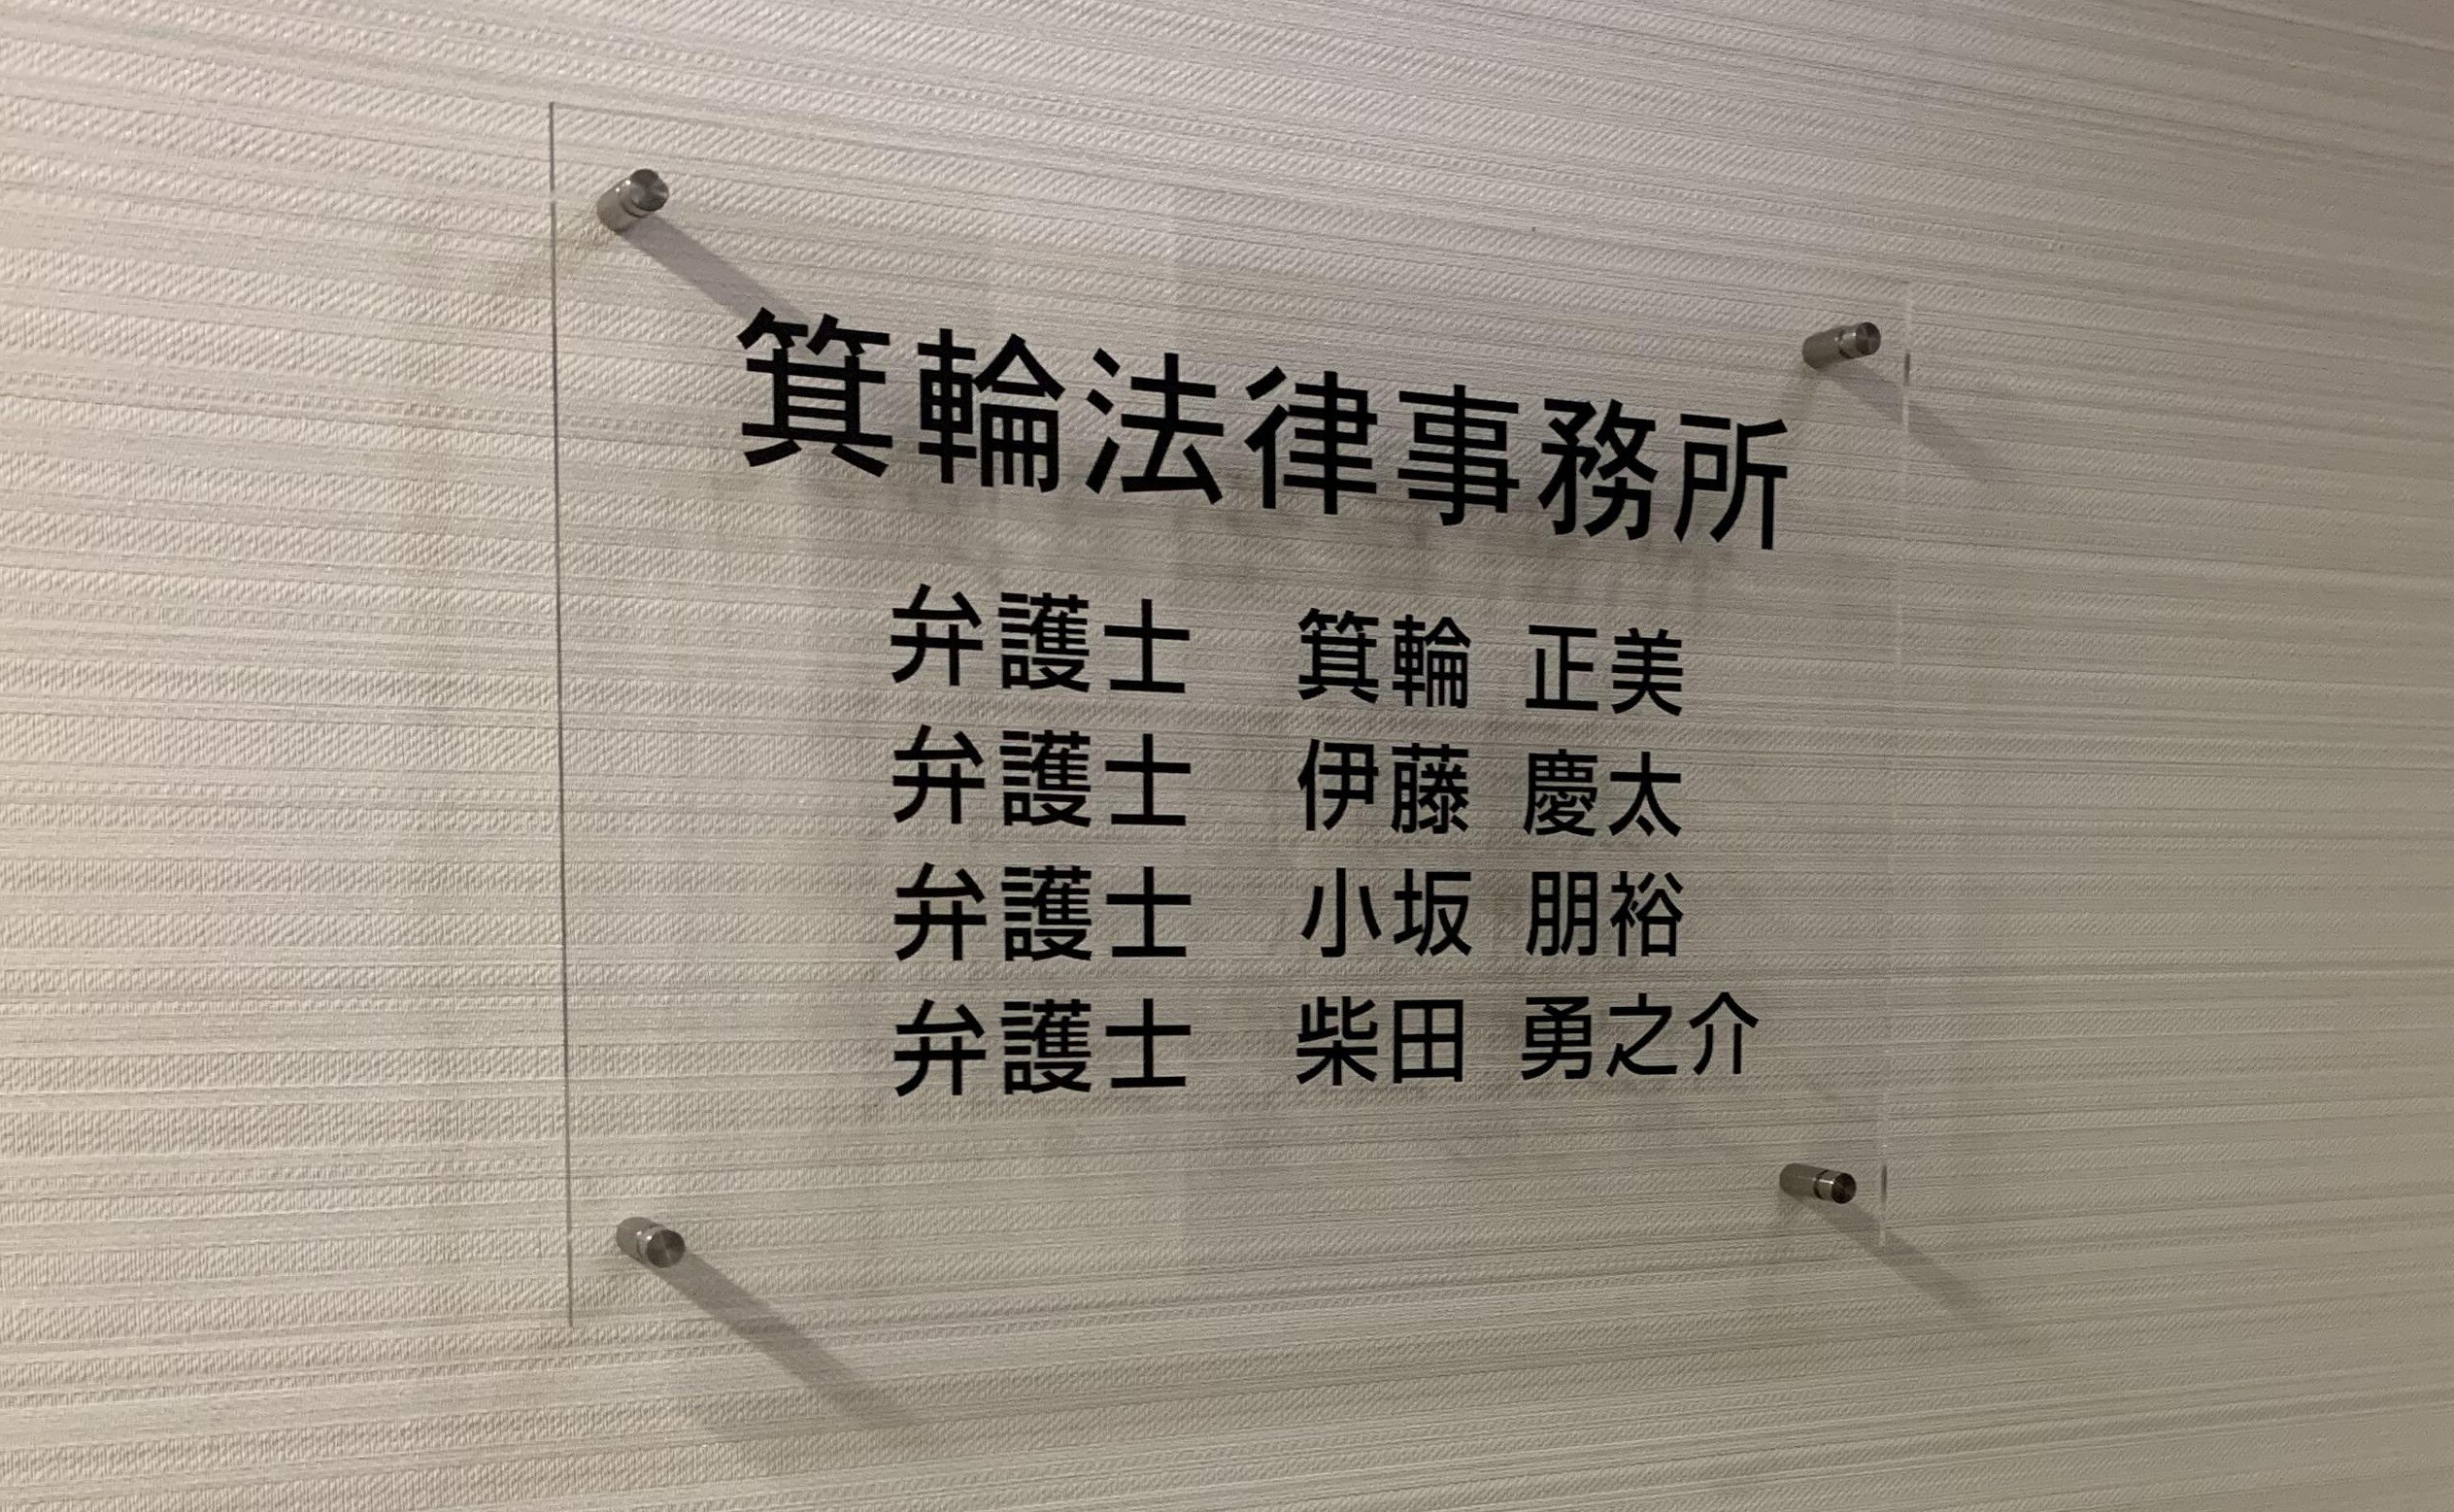 箕輪法律事務所
弁護士 箕輪 正美
弁護士 伊藤 慶太
弁護士 小坂 朋裕
弁護士 柴田 勇之介